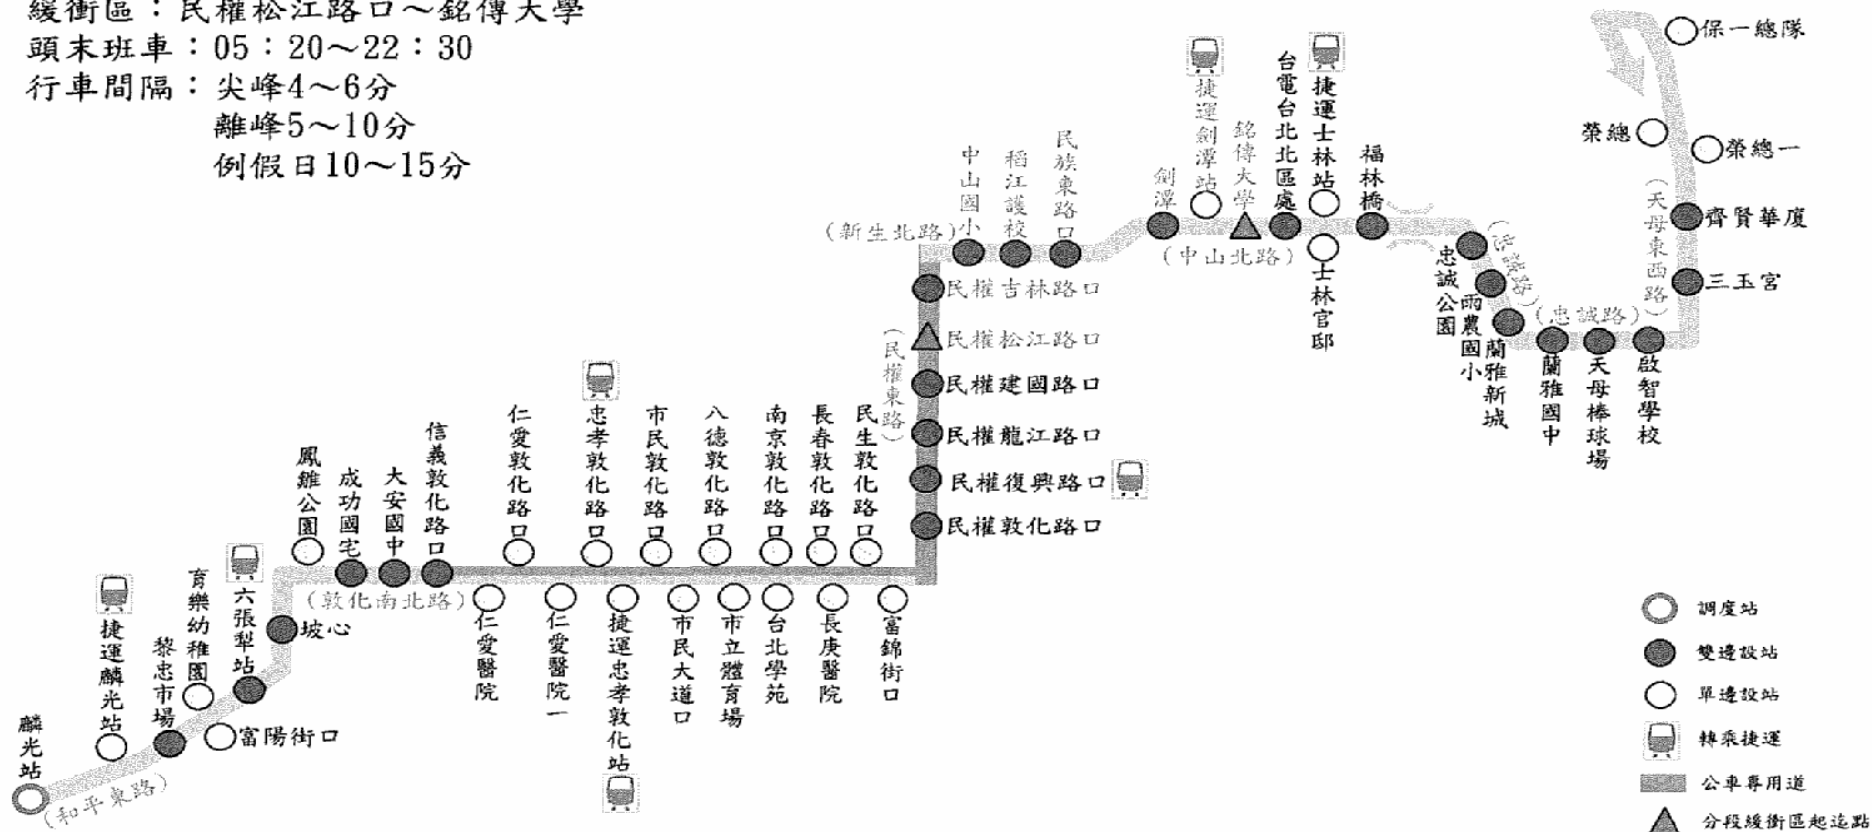 緩衝區：民權松江路口～銘傳大學
頭末班車：05：20～22：30
行車間隔：尖峰4～6分
離峰5～10分
例假日10～15分
保一總隊
榮總
榮總一
（天母東西路）
齊賢華廈
三玉宮
啟智學校
天母棒球場
蘭雅國中
（忠誠路）
蘭雅新城
雨農國小
忠誠公園
（忠誠路）
福林橋
捷運士林站
士林官邸
台電台北北區處
銘傳大學
捷運劍潭站
劍潭
（中山北路）
民族東路口
稻江護校
中山國小
（新生北路）
民權吉林路口
民權松江路口
（民權東路）
民權建國路口
民權龍江路口
民權復興路口
民權敦化路口
民生敦化路口
長春敦化路口
南京敦化路口
八德敦化路口
市民敦化路口
忠孝敦化路口
仁愛敦化路口
信義敦化路口
大安國中
成功國宅
鳳雛公園
（敦化南北路）
仁愛醫院
仁愛醫院一
捷運忠孝敦化站
市民大道口
市立體育場
台北學苑
長庚醫院
富錦街口
坡心
六張犁站
育樂幼稚園
富陽街口
黎忠市場
捷運麟光站
麟光站
（和平東路）
調度站
雙邊設站
單邊設站
轉乘捷運
公車專用道
分段緩衝區起迄點